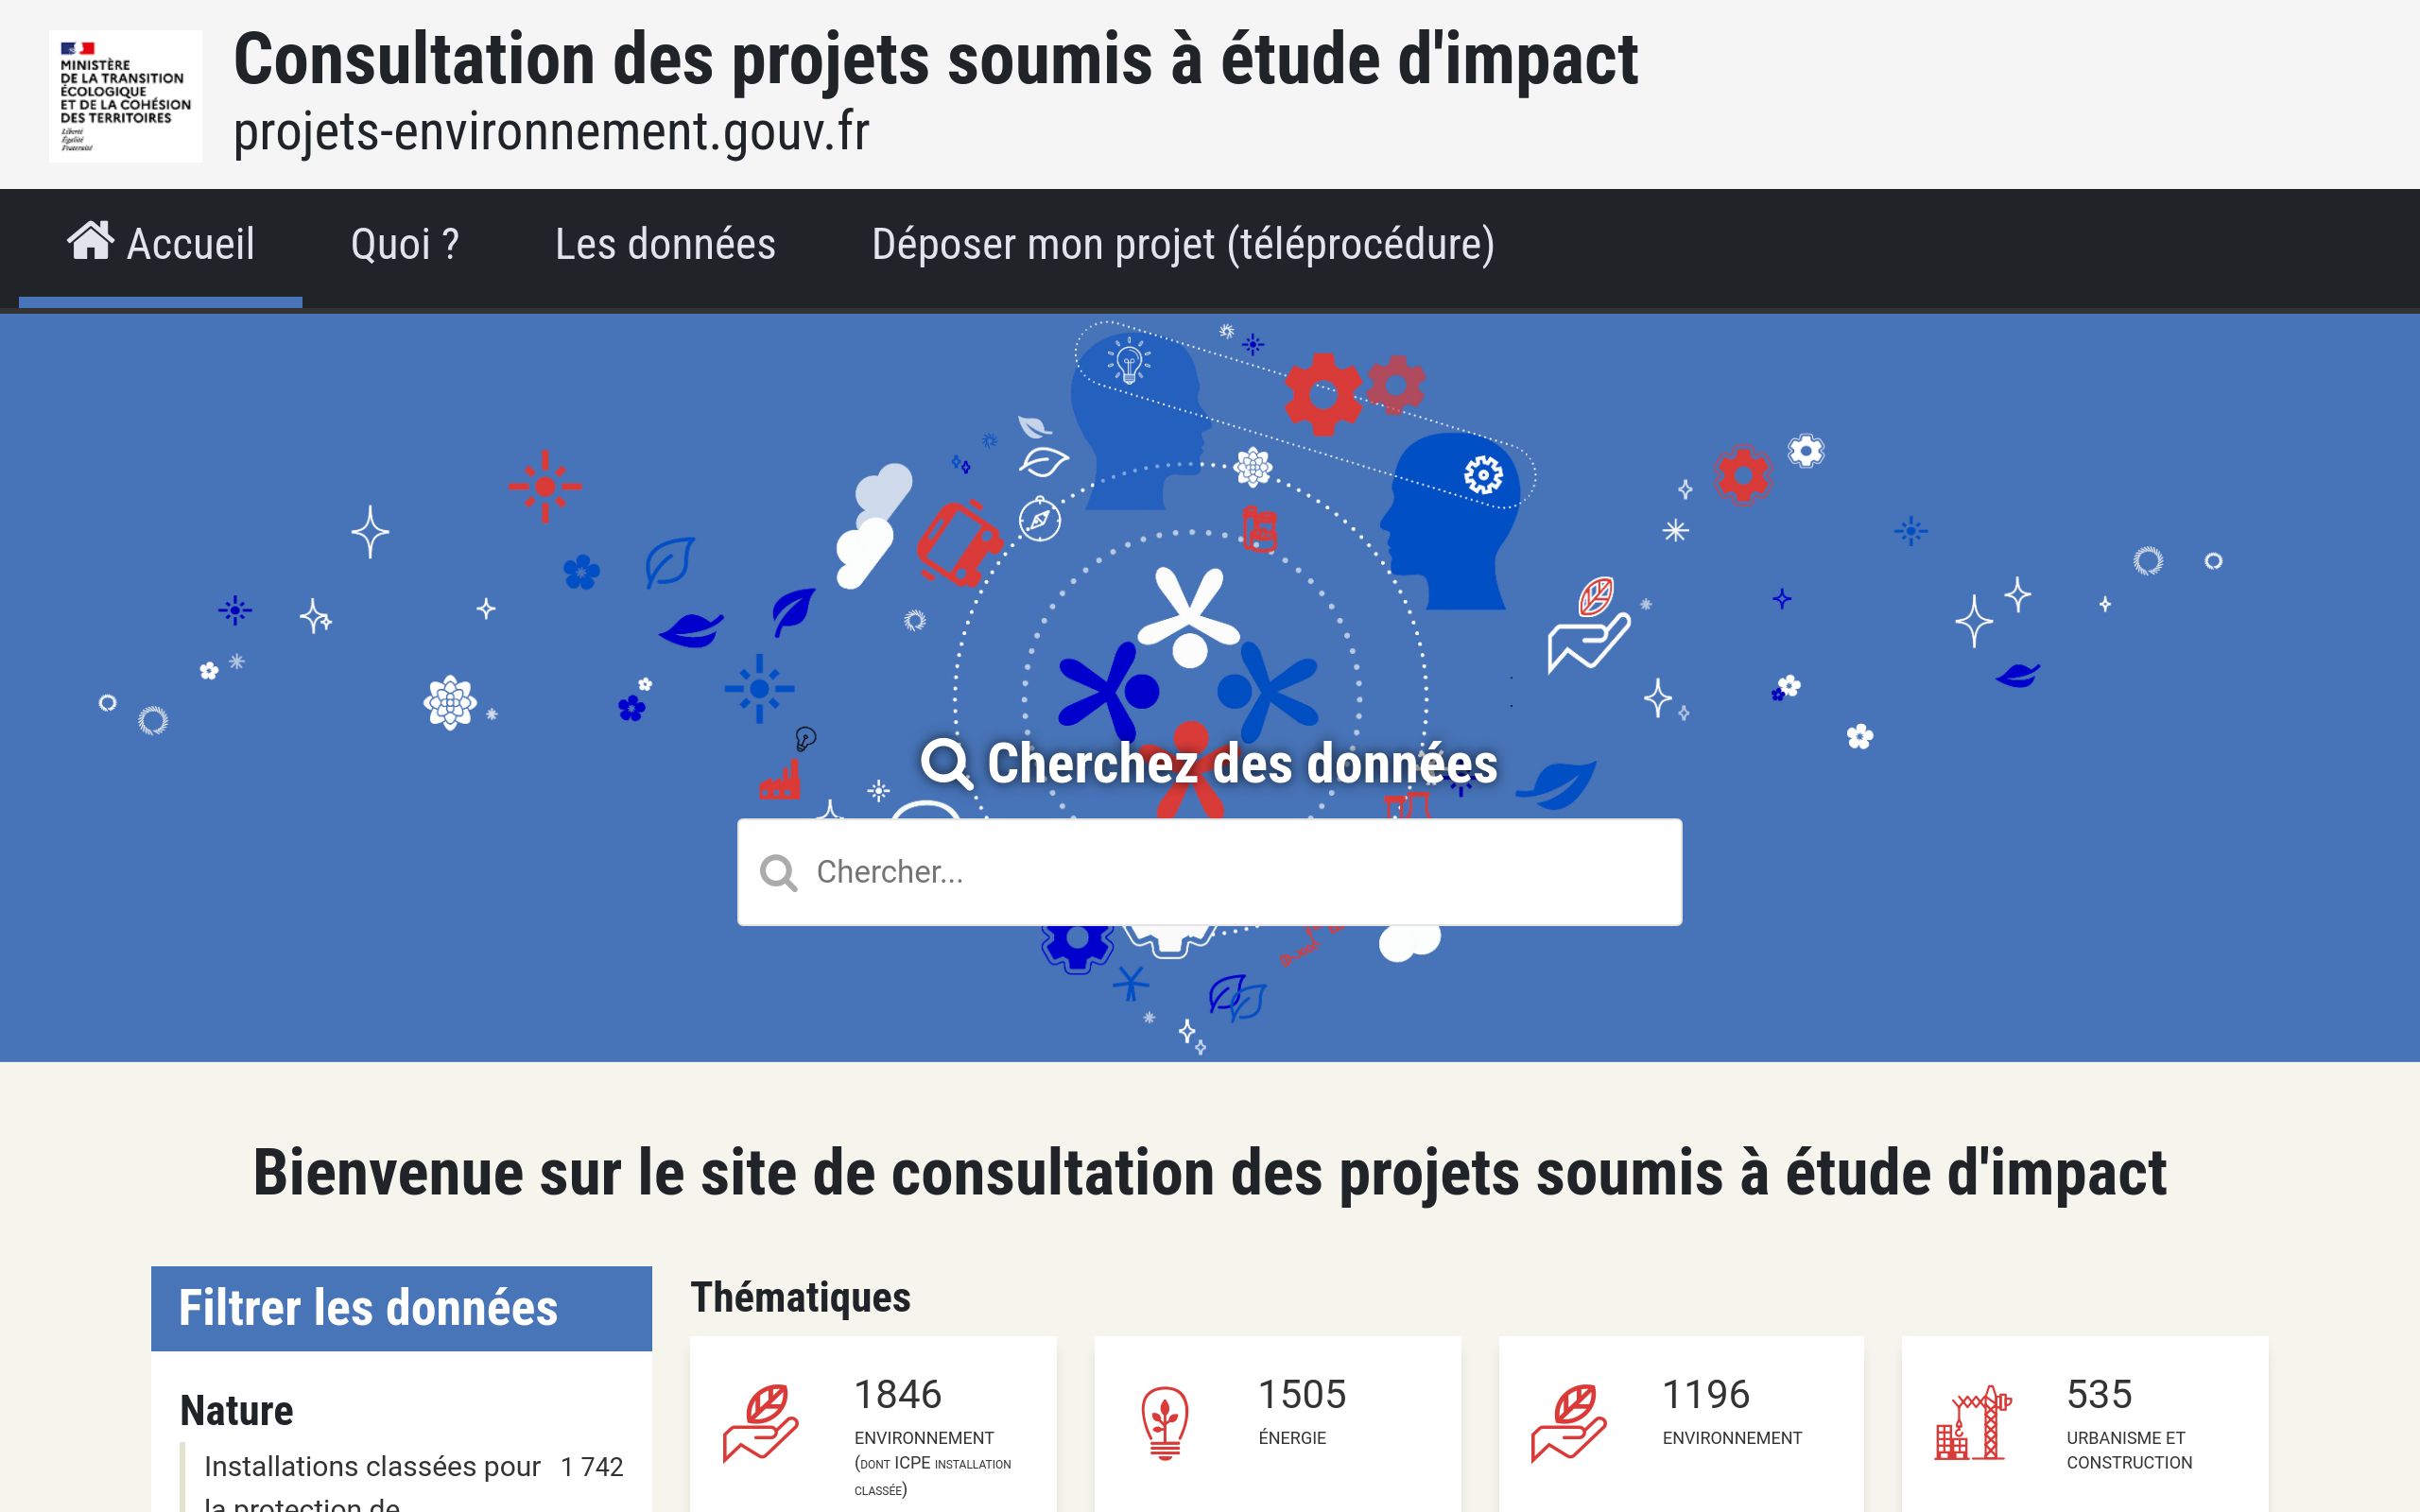 MINISTÈRE
DE LA TRANSITION
ÉCOLOGIQUE
ET DE LA COHÉSION
DES TERRITOIRES
Liberté
Égalité
Fraternité
Consultation des projets soumis à étude d'impact
projets-environnement.gouv.fr
Accueil Quoi ? Les données Déposer mon projet (téléprocédure)
Cherchez des données
Chercher...
Bienvenue sur le site de consultation des projets soumis à étude d'impact
Filtrer les données
Nature
Installations classées pour 1 742
la protection de
Thématiques
1846
ENVIRONNEMENT
(DONT ICPE INSTALLATION
CLASSÉE)
1505
ÉNERGIE
1196
ENVIRONNEMENT
535
URBANISME ET
CONSTRUCTION